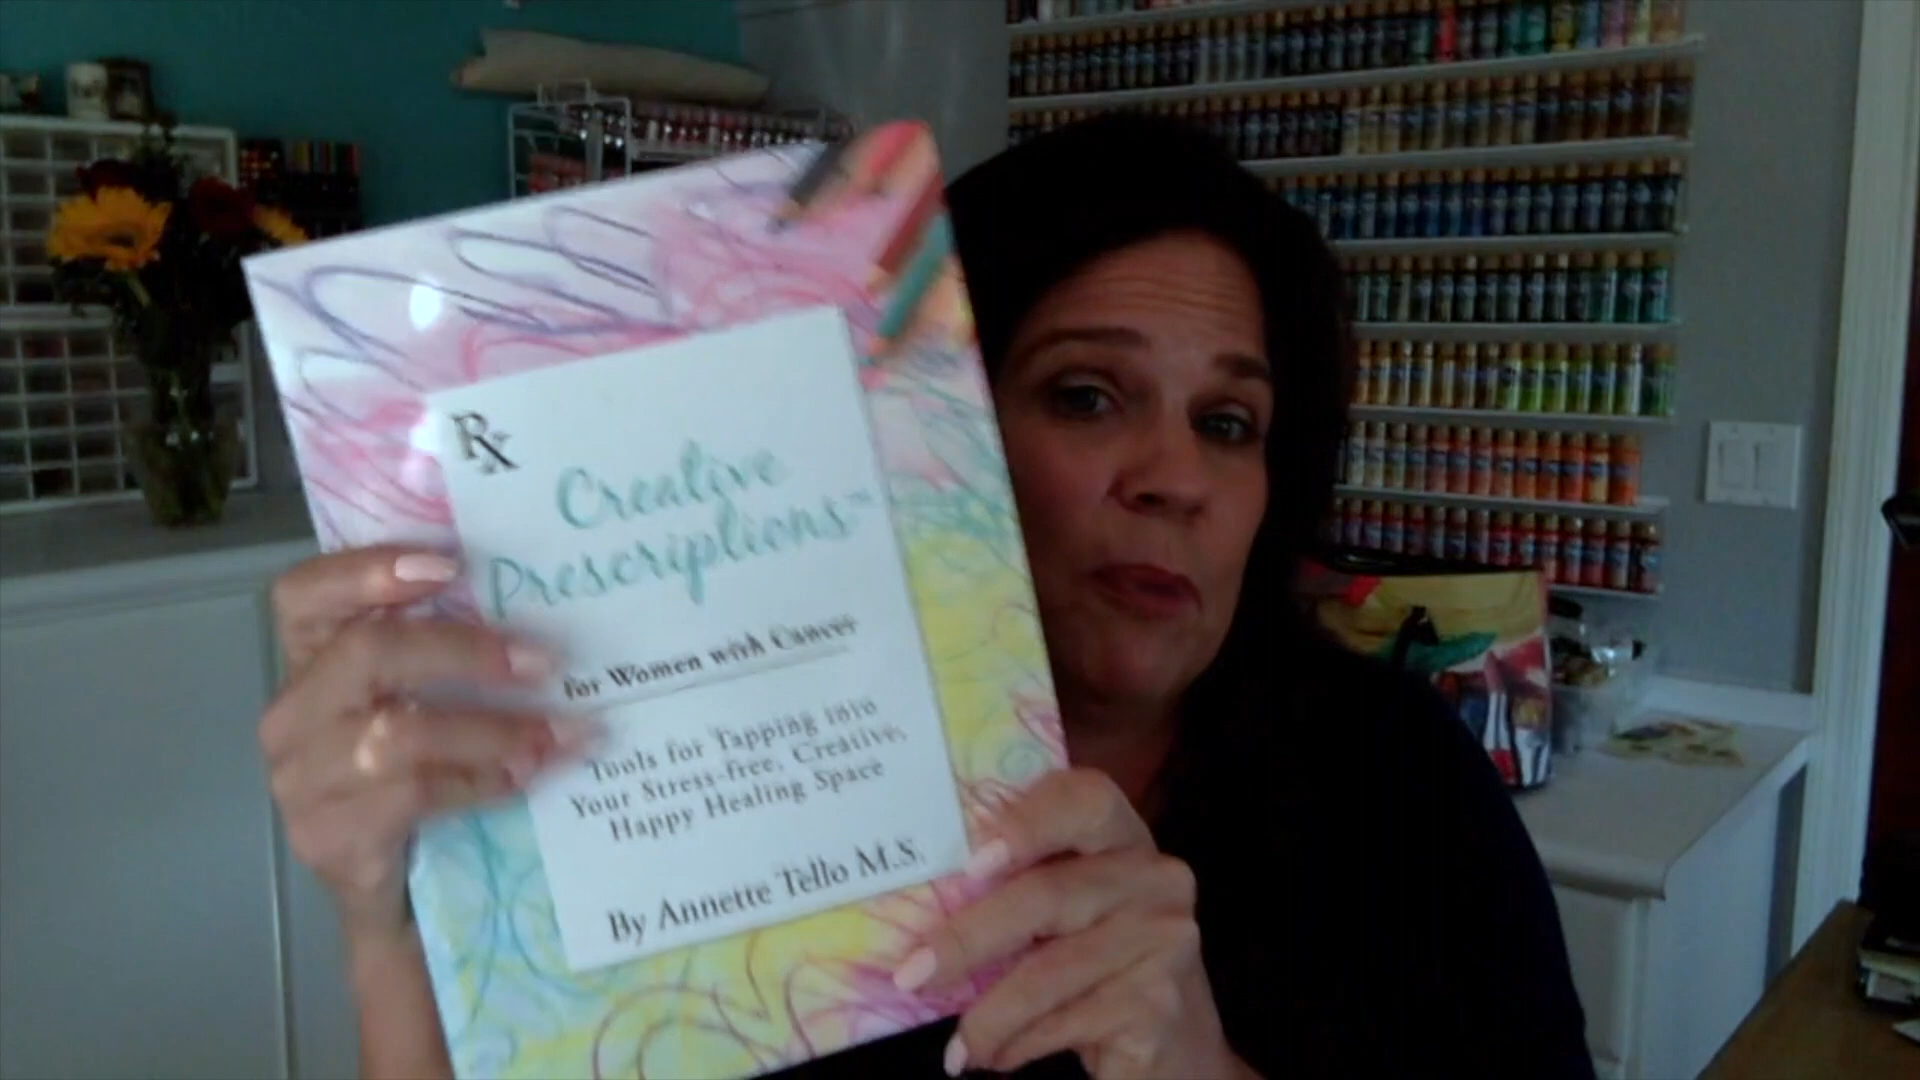 Rx
Creative
Prescriptions™
for Women with Cancer
Tools for Tapping into
Your Stress-free, Creative,
Happy Healing Space
By Annette Tello M.S.